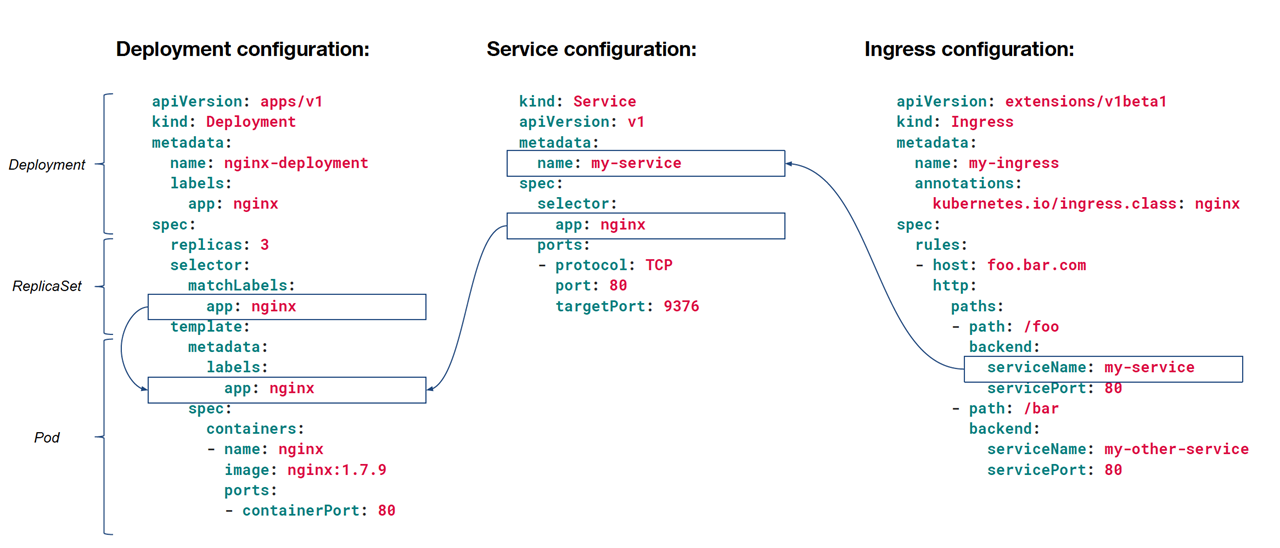 Deployment configuration:
Deployment
ReplicaSet
Pod
apiVersion: apps/v1
kind: Deployment
metadata:
  name: nginx-deployment
  labels:
    app: nginx
spec:
  replicas: 3
  selector:
    matchLabels:
      app: nginx
  template:
    metadata:
      labels:
        app: nginx
    spec:
      containers:
      - name: nginx
        image: nginx:1.7.9
        ports:
        - containerPort: 80
Service configuration:
kind: Service
apiVersion: v1
metadata:
  name: my-service
spec:
  selector:
    app: nginx
  ports:
  - protocol: TCP
    port: 80
    targetPort: 9376
Ingress configuration:
apiVersion: extensions/v1beta1
kind: Ingress
metadata:
  name: my-ingress
  annotations:
    kubernetes.io/ingress.class: nginx
spec:
  rules:
  - host: foo.bar.com
    http:
      paths:
      - path: /foo
        backend:
          serviceName: my-service
          servicePort: 80
      - path: /bar
        backend:
          serviceName: my-other-service
          servicePort: 80